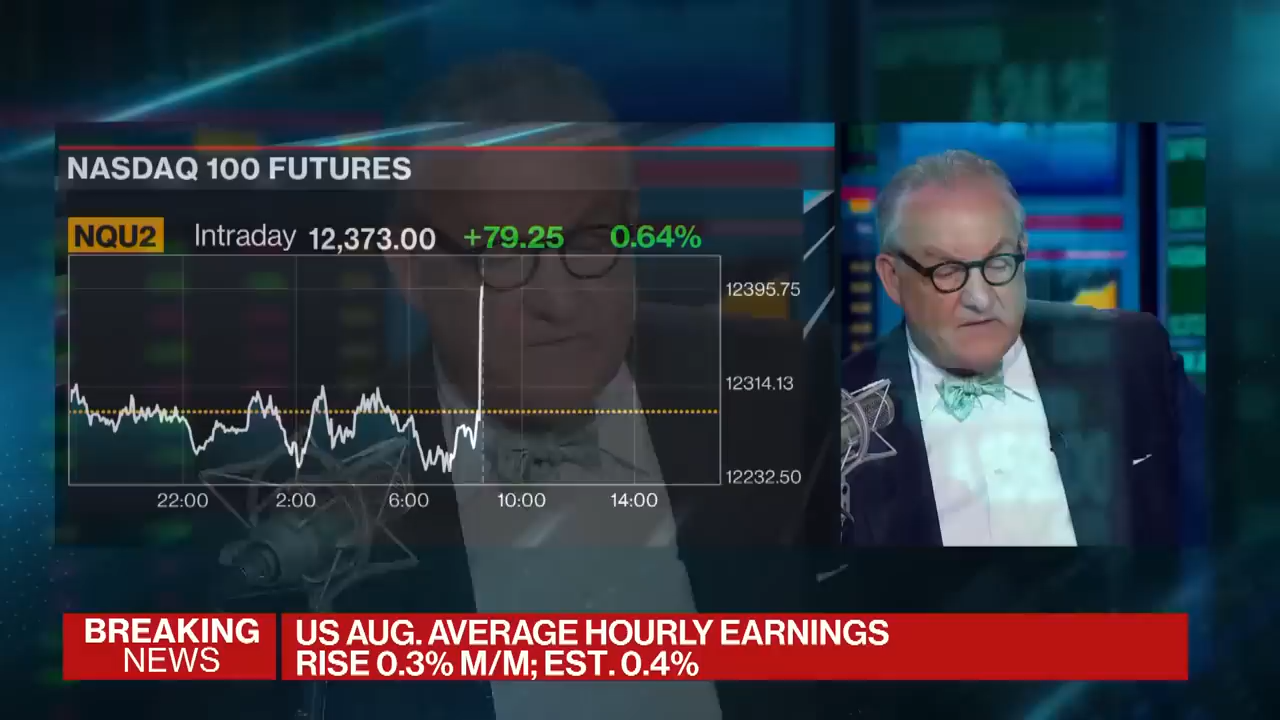 NASDAQ 100 FUTURES
NQU2 Intraday 12,373.00 +79.25 0.64%
12395.75
12314.13
12232.50
22:00 2:00 6:00 10:00 14:00
BREAKING NEWS
US AUG. AVERAGE HOURLY EARNINGS
RISE 0.3% M/M; EST. 0.4%